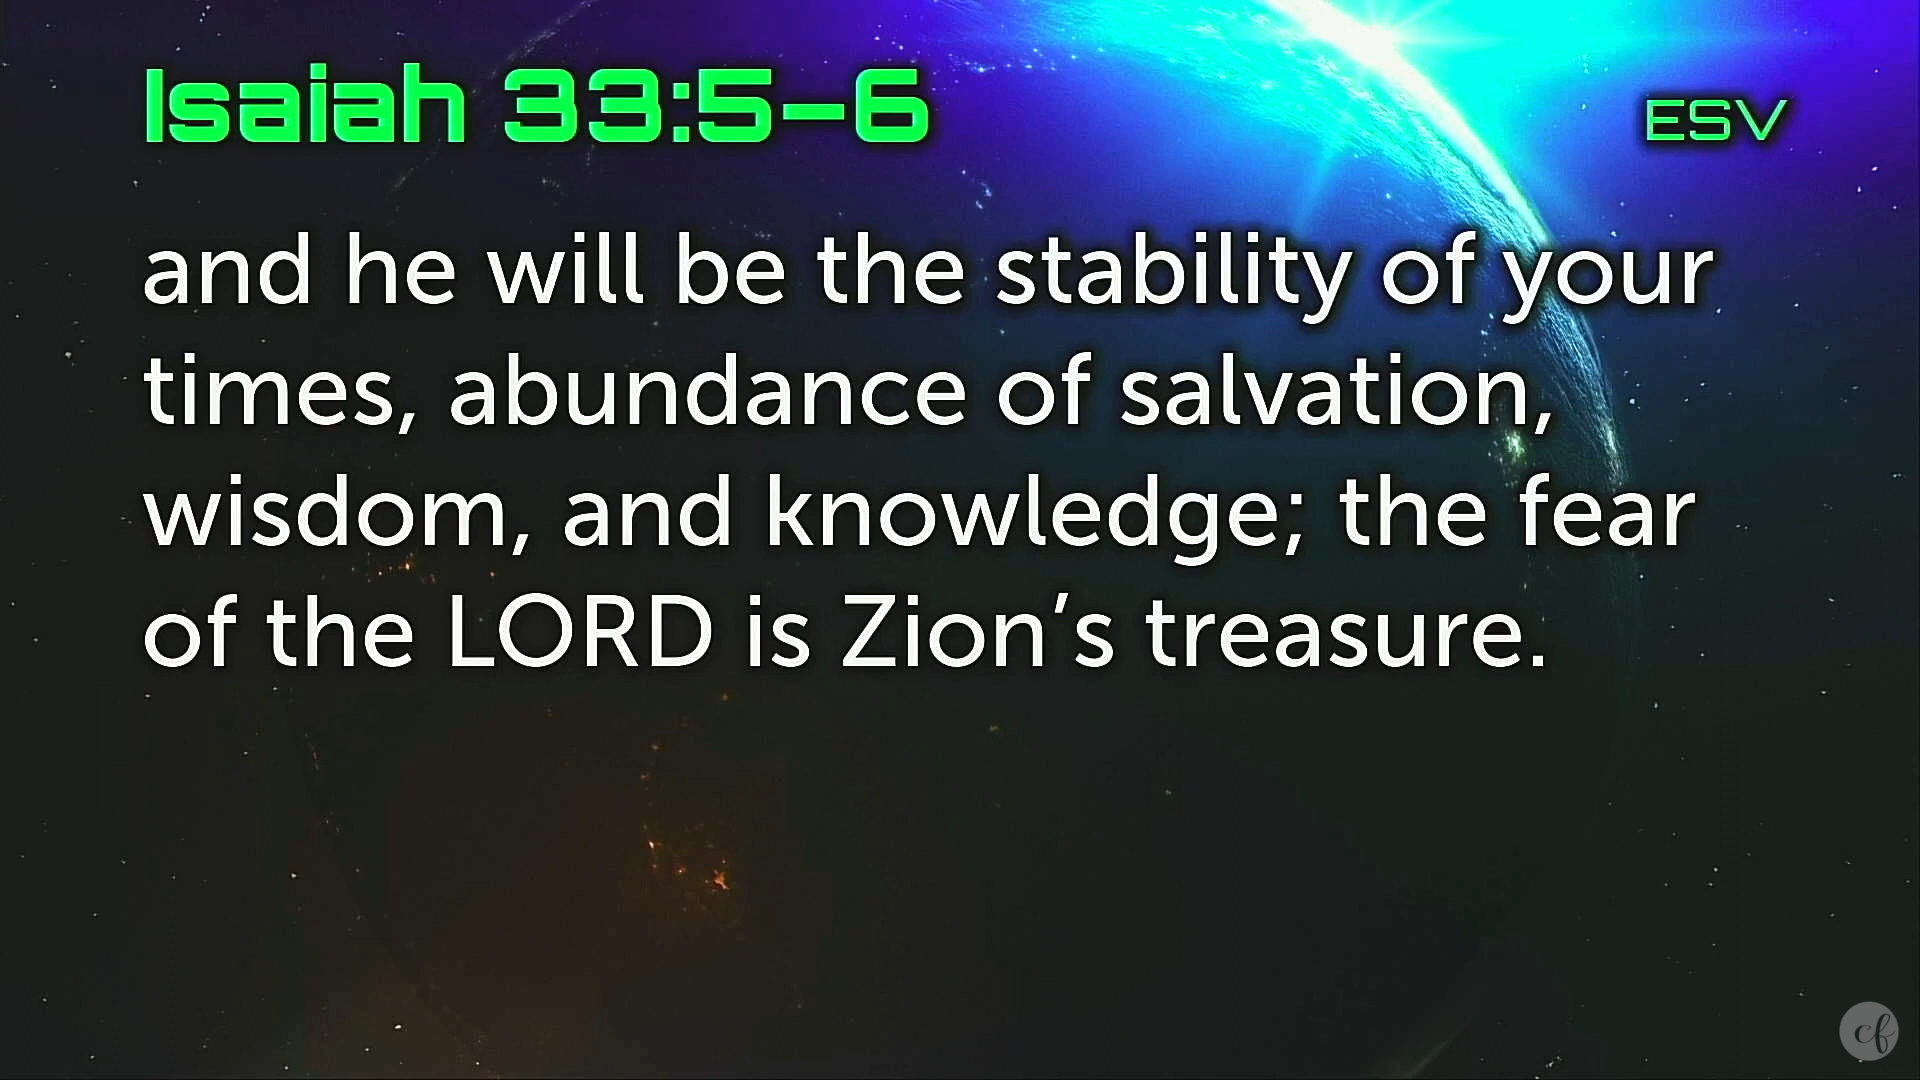 Isaiah 33:5–6
ESV
and he will be the stability of your
times, abundance of salvation,
wisdom, and knowledge; the fear
of the LORD is Zion’s treasure.
cf